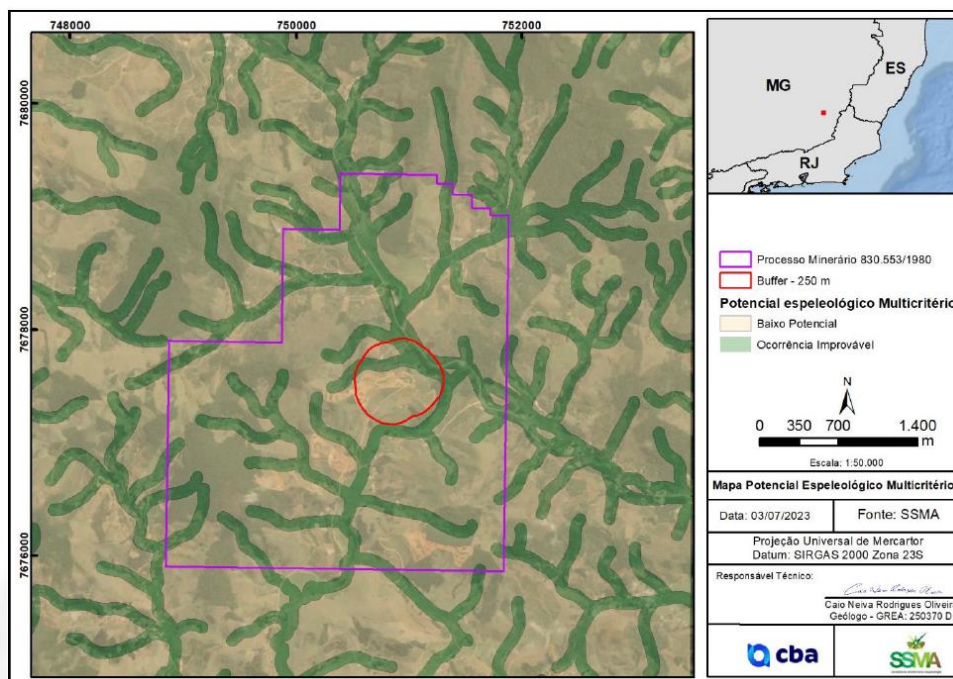 748000
750000
752000
7680000
7678000
7676000
MG
ES
RJ
Processo Minerário 830.553/1980
Buffer - 250 m
Potencial espeleológico Multicritério
Baixo Potencial
Ocorrência Improvável
N
0 350 700 1.400
m
Escala: 1:50.000
Mapa Potencial Espeleológico Multicritério
Data: 03/07/2023
Fonte: SSMA
Projeção Universal de Mercartor
Datum: SIRGAS 2000 Zona 23S
Responsável Técnico:
Caio Neiva Rodrigues Oliveir
Geólogo - CREA: 250370 D
cba
SSMA